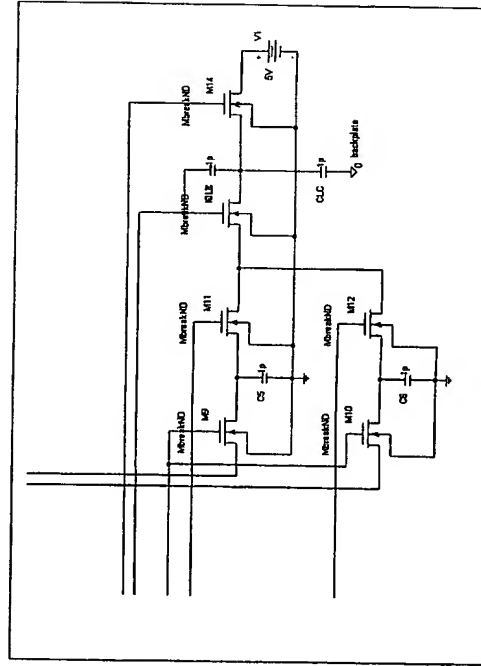 V1
+
5V
-
MbreakND
M14
1p
MbreakND
1p
CLC
0
backplate
MbreakND
M11
MbreakND
M9
1p
C5
MbreakND
M12
MbreakND
M10
1p
C6